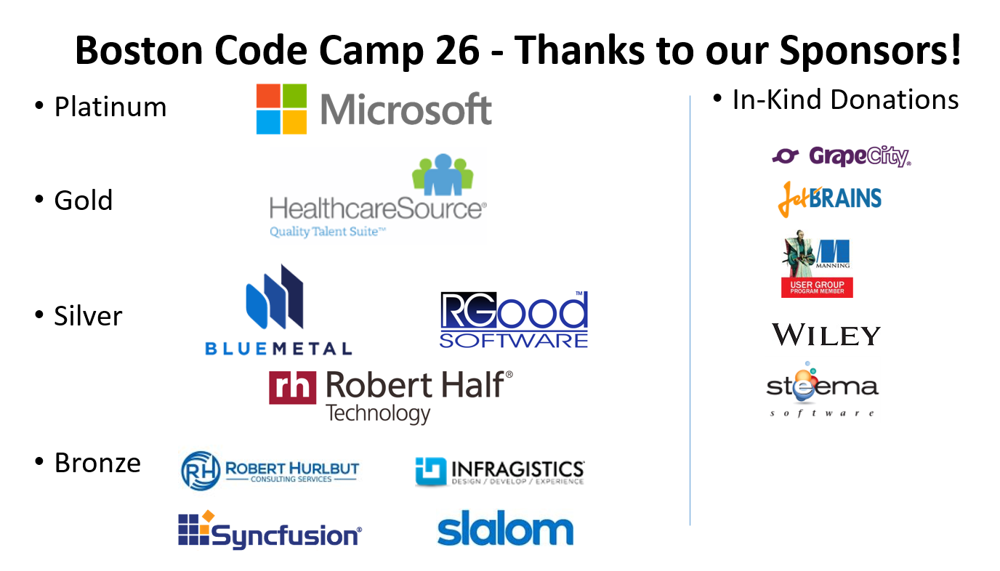 Boston Code Camp 26 - Thanks to our Sponsors!
• Platinum
Microsoft
• Gold
HealthcareSource®
Quality Talent Suite™
• Silver
BLUEMETAL
RGood™
SOFTWARE
rh Robert Half®
Technology
• Bronze
RH ROBERT HURLBUT
CONSULTING SERVICES
INFRAGISTICS
DESIGN / DEVELOP / EXPERIENCE
Syncfusion®
slalom
• In-Kind Donations
GrapeCity®
JetBRAINS
M
MANNING
USER GROUP
PROGRAM MEMBER
WILEY
steema
software